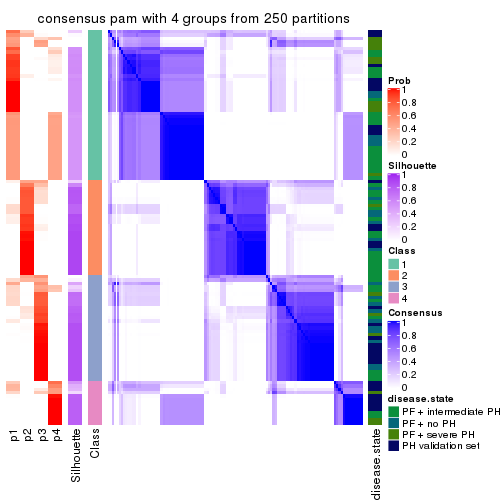 consensus pam with 4 groups from 250 partitions
Prob
1
0.8
0.6
0.4
0.2
0
Silhouette
1
0.8
0.6
0.4
0.2
0
Class
1
2
3
4
Consensus
1
0.8
0.6
0.4
0.2
0
disease.state
PF + intermediate PH
PF + no PH
PF + severe PH
PH validation set
p1
p2
p3
p4
Silhouette
Class
disease.state